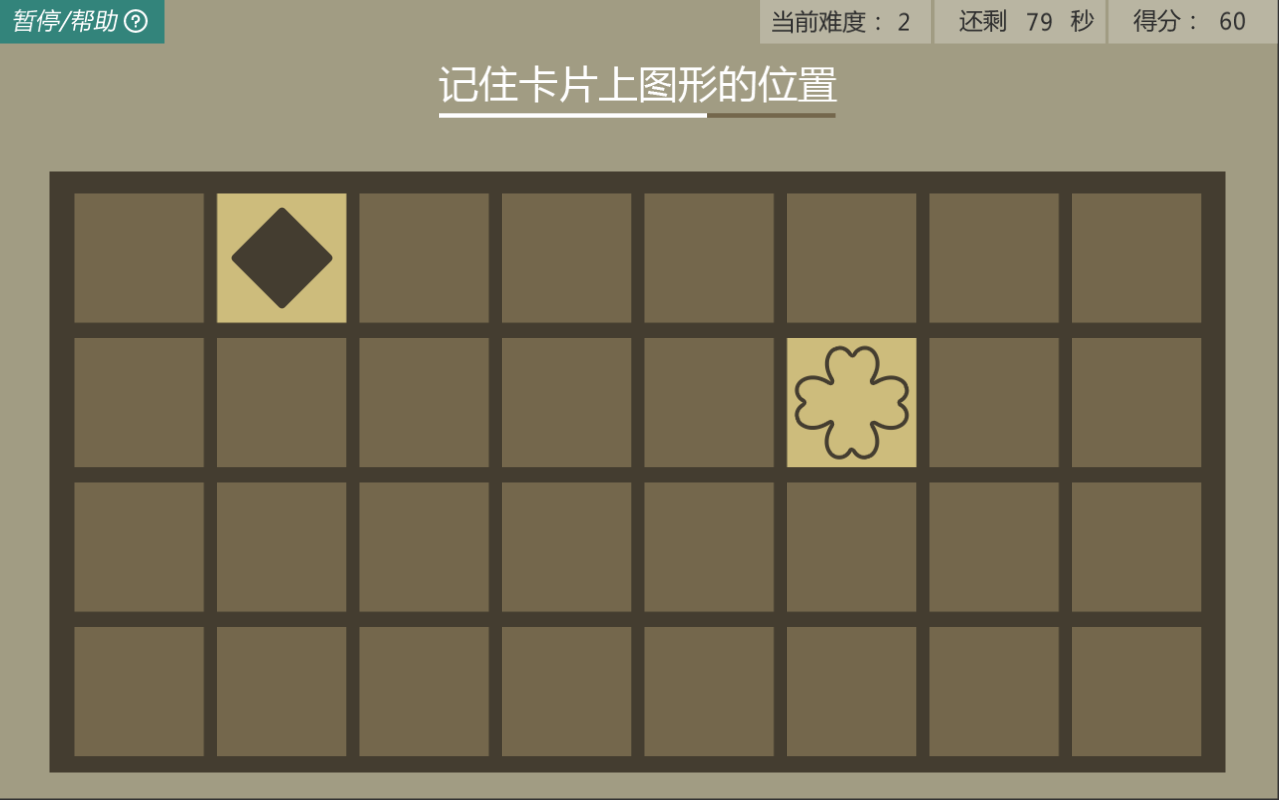 暂停/帮助
当前难度： 2
还剩 79 秒
得分： 60
记住卡片上图形的位置